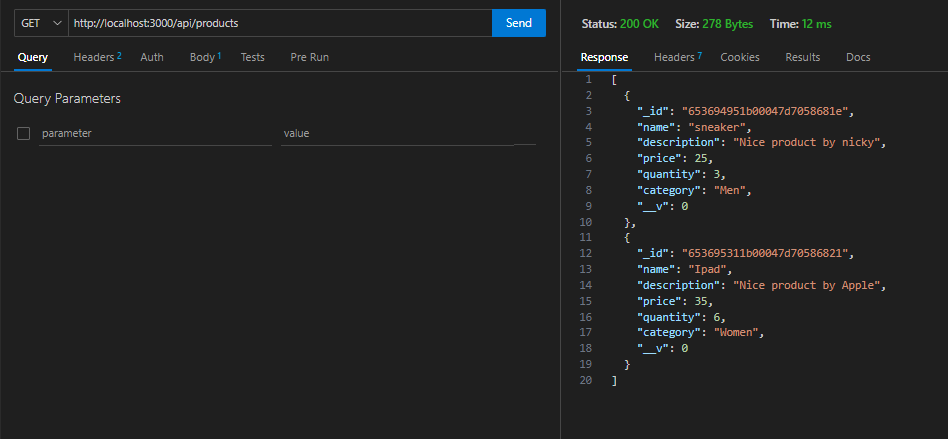 GET http://localhost:3000/api/products Send
Query Headers 2 Auth Body 1 Tests Pre Run
Query Parameters
parameter value
Status: 200 OK Size: 278 Bytes Time: 12 ms
Response Headers 7 Cookies Results Docs
1 [
2 {
3 "_id": "653694951b00047d7058681e",
4 "name": "sneaker",
5 "description": "Nice product by nicky",
6 "price": 25,
7 "quantity": 3,
8 "category": "Men",
9 "__v": 0
10 },
11 {
12 "_id": "653695311b00047d70586821",
13 "name": "Ipad",
14 "description": "Nice product by Apple",
15 "price": 35,
16 "quantity": 6,
17 "category": "Women",
18 "__v": 0
19 }
20 ]